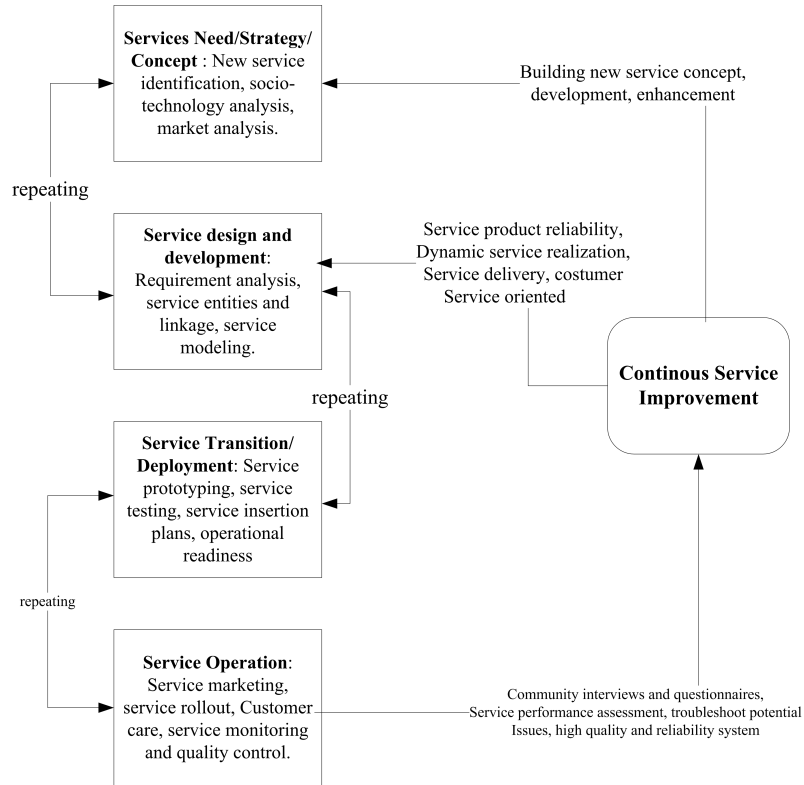 Services Need/Strategy/
Concept : New service
identification, socio-
technology analysis,
market analysis.
Building new service concept,
development, enhancement
repeating
Service design and
development:
Requirement analysis,
service entities and
linkage, service
modeling.
Service product reliability,
Dynamic service realization,
Service delivery, costumer
Service oriented
Continous Service
Improvement
repeating
Service Transition/
Deployment: Service
prototyping, service
testing, service insertion
plans, operational
readiness
repeating
Service Operation:
Service marketing,
service rollout, Customer
care, service monitoring
and quality control.
Community interviews and questionnaires,
Service performance assessment, troubleshoot potential
Issues, high quality and reliability system